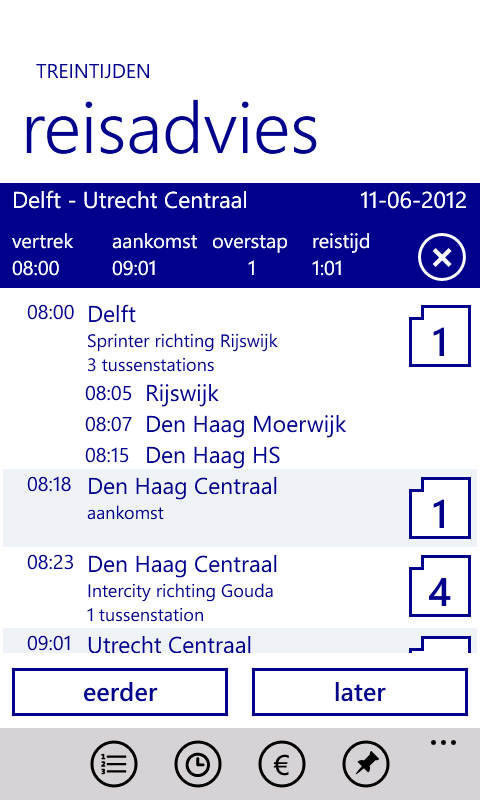 TREINTIJDEN
reisadvies
Delft - Utrecht Centraal 11-06-2012
vertrek aankomst overstap reistijd
08:00 09:01 1 1:01
08:00 Delft 1
Sprinter richting Rijswijk
3 tussenstations
08:05 Rijswijk
08:07 Den Haag Moerwijk
08:15 Den Haag HS
08:18 Den Haag Centraal 1
aankomst
08:23 Den Haag Centraal 4
Intercity richting Gouda
1 tussenstation
09:01 Utrecht Centraal
eerder later
1 2 3 €